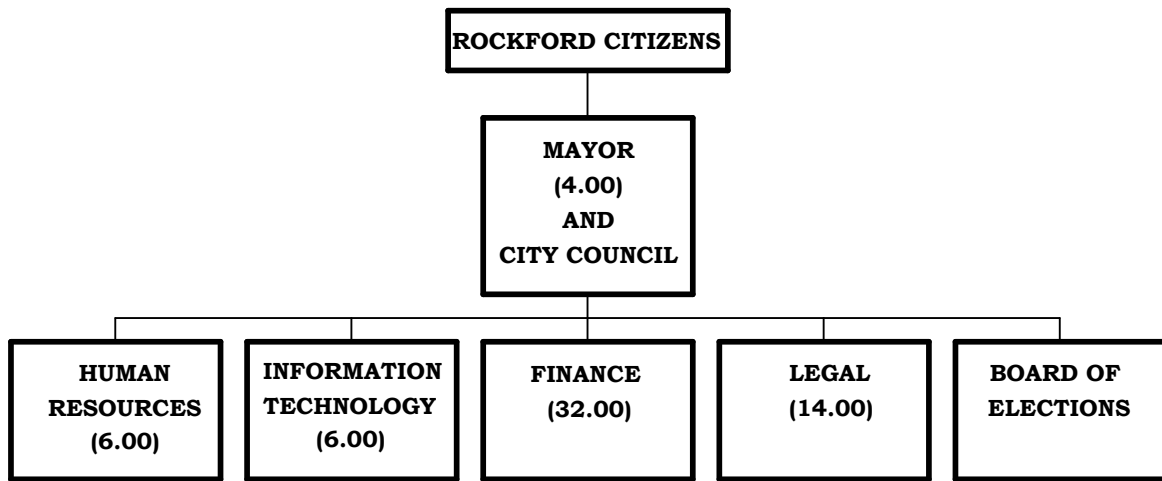 ROCKFORD CITIZENS
MAYOR
(4.00)
AND
CITY COUNCIL
HUMAN
RESOURCES
(6.00)
INFORMATION
TECHNOLOGY
(6.00)
FINANCE
(32.00)
LEGAL
(14.00)
BOARD OF
ELECTIONS